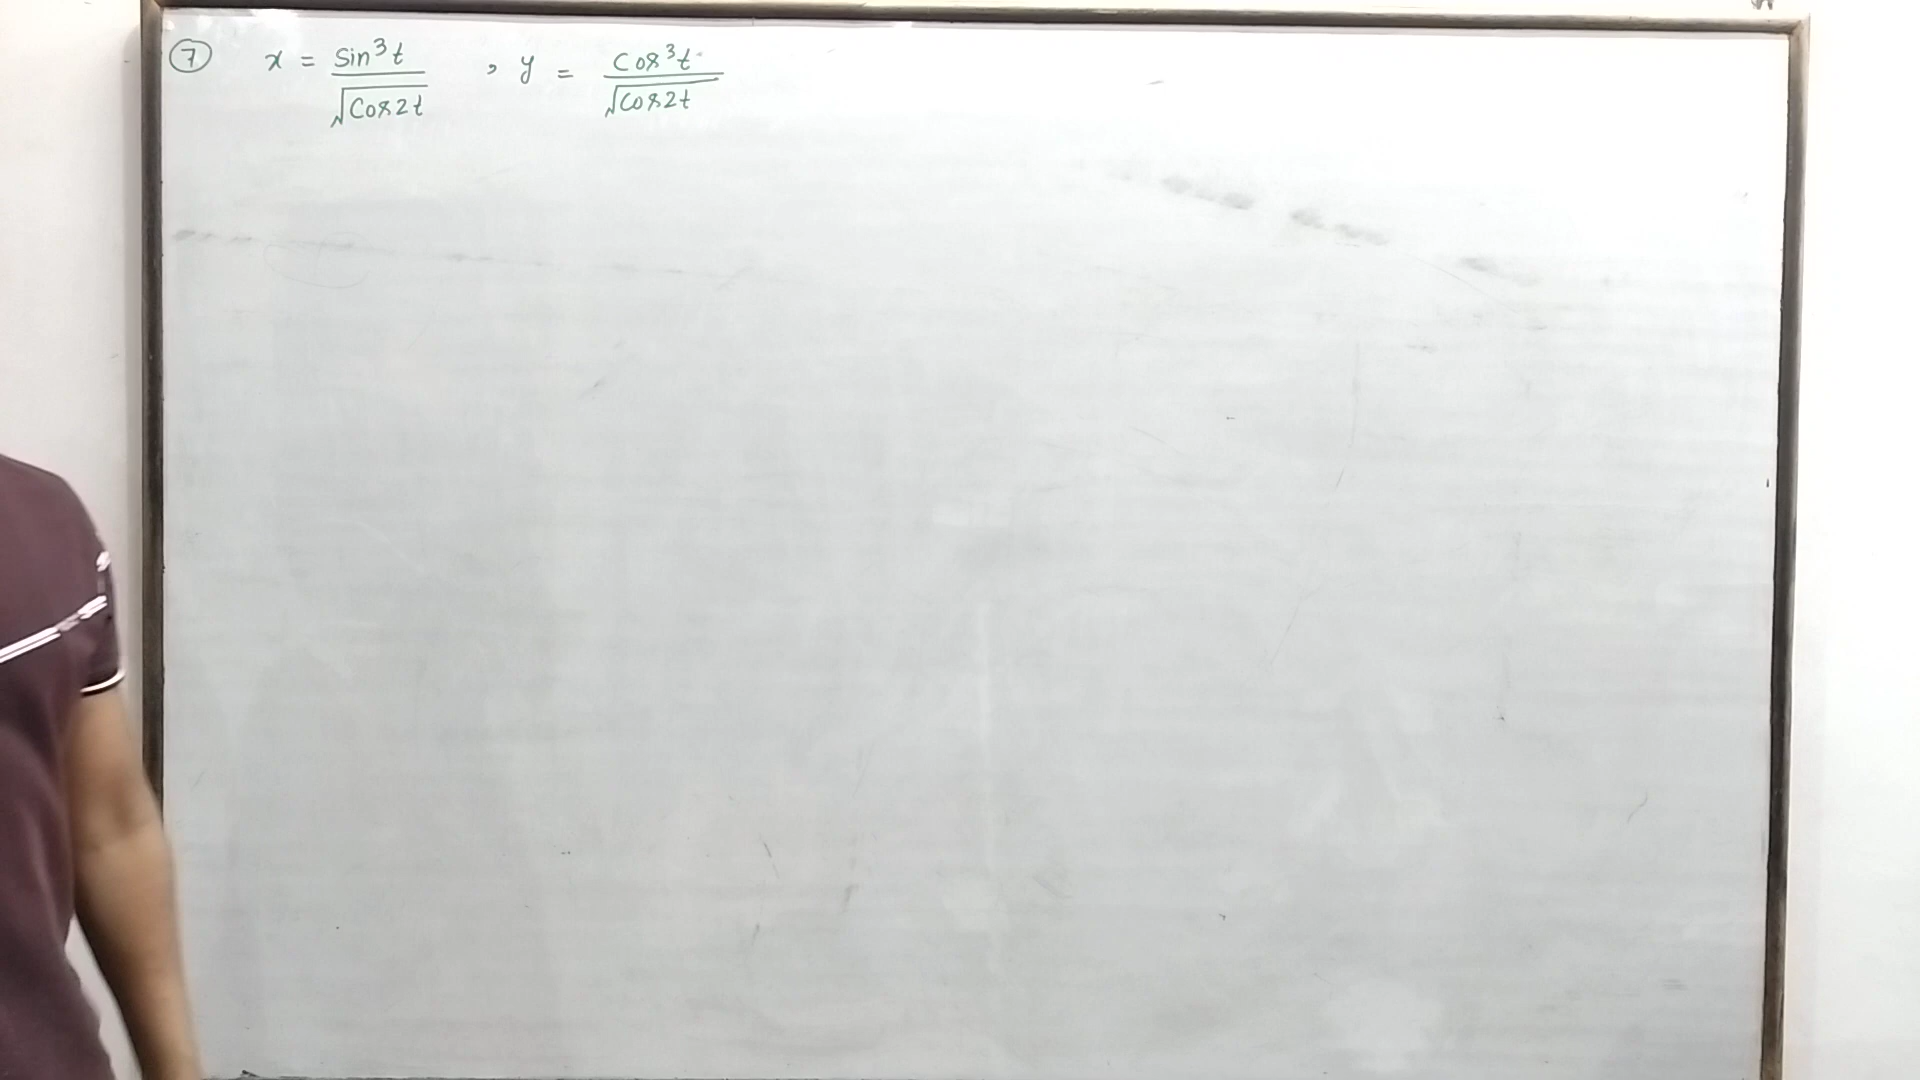 ⑦ x = Sin³t / √Cos2t , y = Cos³t / √Cos2t